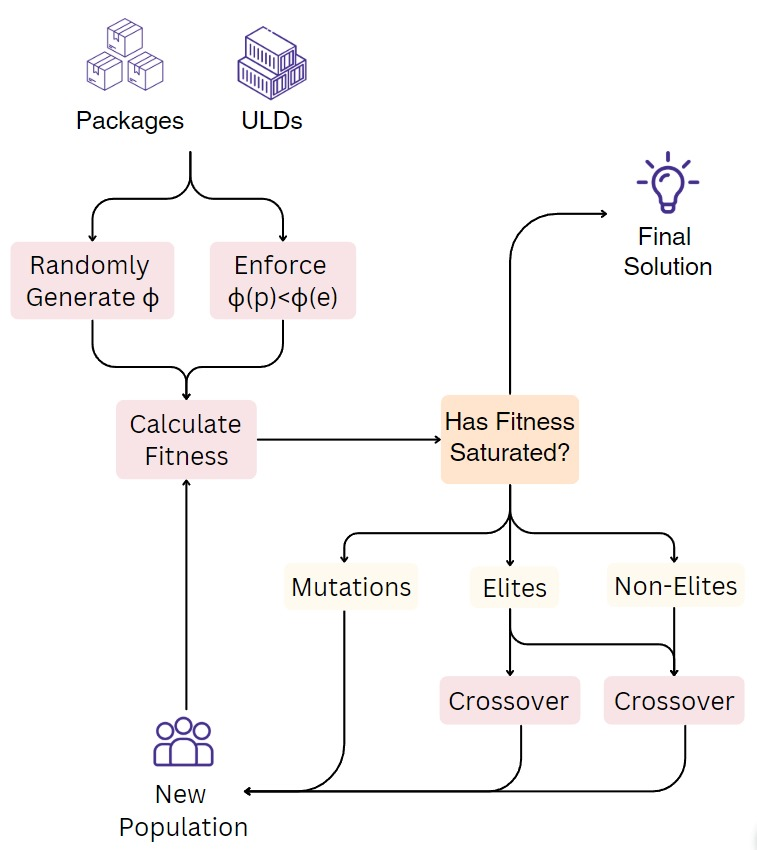 Packages
ULDs
Final
Solution
Randomly
Generate ϕ
Enforce
ϕ(p)<ϕ(e)
Calculate
Fitness
Has Fitness
Saturated?
Mutations
Elites
Non-Elites
Crossover
Crossover
New
Population